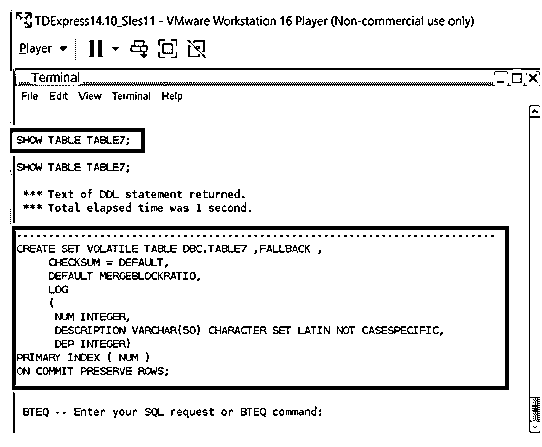 TDExpress14.10_Sles11 - VMware Workstation 16 Player (Non-commercial use only)
Player
Terminal
File Edit View Terminal Help
SHOW TABLE TABLE7;
SHOW TABLE TABLE7;
*** Text of DDL statement returned.
*** Total elapsed time was 1 second.
---------------------------------------------------------------------------
CREATE SET VOLATILE TABLE DBC.TABLE7 ,FALLBACK ,
CHECKSUM = DEFAULT,
DEFAULT MERGEBLOCKRATIO,
LOG
(
NUM INTEGER,
DESCRIPTION VARCHAR(50) CHARACTER SET LATIN NOT CASESPECIFIC,
DEP INTEGER)
PRIMARY INDEX ( NUM )
ON COMMIT PRESERVE ROWS;
BTEQ -- Enter your SQL request or BTEQ command: